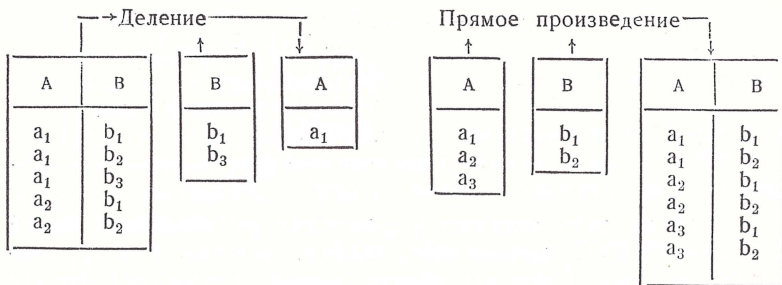 Деление Прямое произведение
A B B A A B A B
a₁ b₁ b₁ a₁ a₁ b₁ a₁ b₁
a₁ b₂ b₃ a₂ b₂ a₁ b₂
a₁ b₃ a₃ a₂ b₁
a₂ b₁ a₂ b₂
a₂ b₂ a₃ b₁
a₃ b₂